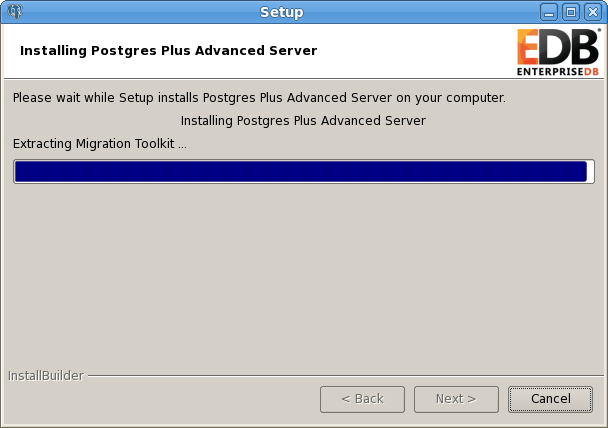 Setup
Installing Postgres Plus Advanced Server
EDB
ENTERPRISEDB
Please wait while Setup installs Postgres Plus Advanced Server on your computer.
Installing Postgres Plus Advanced Server
Extracting Migration Toolkit ...
InstallBuilder
< Back
Next >
Cancel